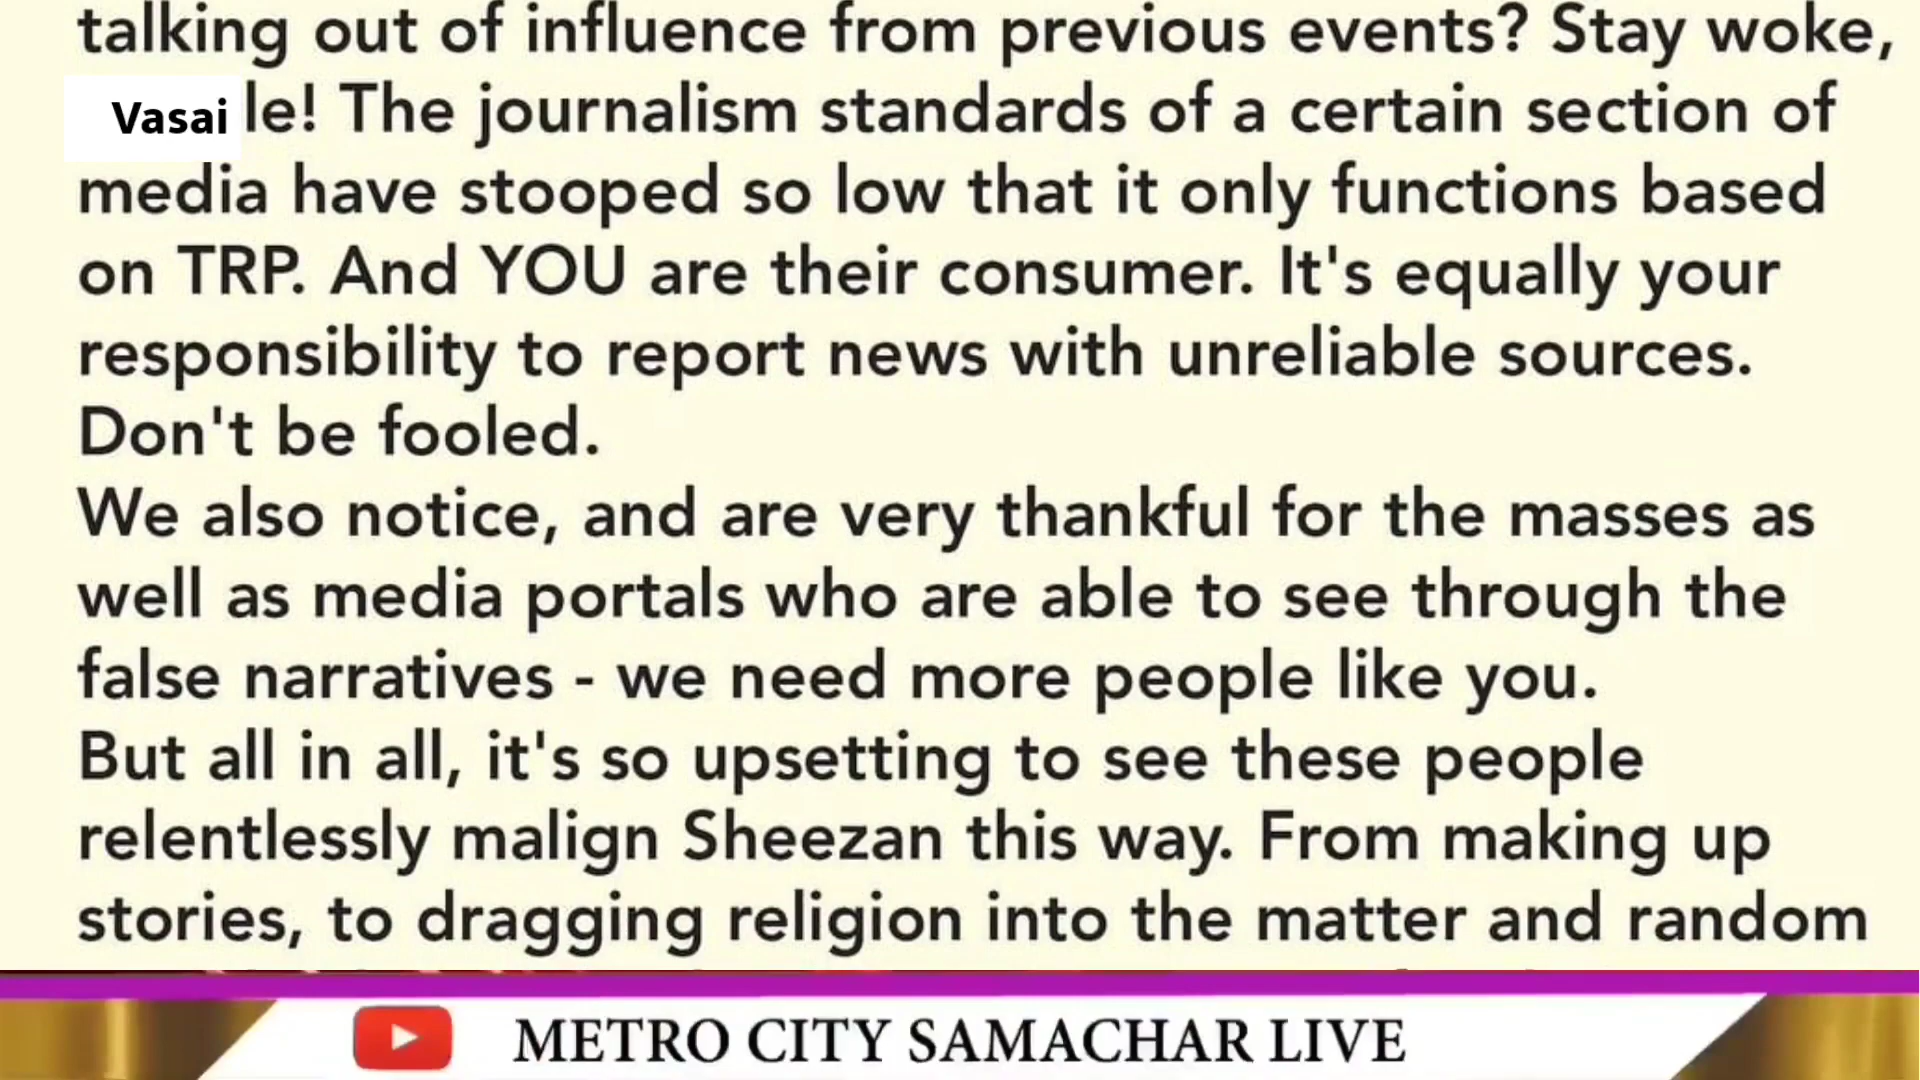 talking out of influence from previous events? Stay woke,
Vasai le! The journalism standards of a certain section of
media have stooped so low that it only functions based
on TRP. And YOU are their consumer. It's equally your
responsibility to report news with unreliable sources.
Don't be fooled.
We also notice, and are very thankful for the masses as
well as media portals who are able to see through the
false narratives - we need more people like you.
But all in all, it's so upsetting to see these people
relentlessly malign Sheezan this way. From making up
stories, to dragging religion into the matter and random
METRO CITY SAMACHAR LIVE